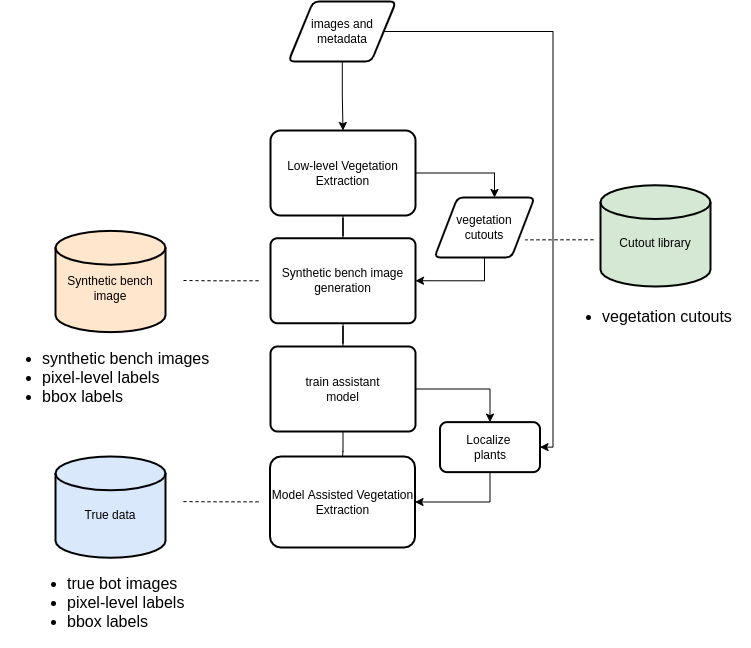 images and
metadata
Low-level Vegetation
Extraction
vegetation
cutouts
Cutout library
• vegetation cutouts
Synthetic bench
image
Synthetic bench image
generation
• synthetic bench images
• pixel-level labels
• bbox labels
train assistant
model
Localize
plants
True data
Model Assisted Vegetation
Extraction
• true bot images
• pixel-level labels
• bbox labels